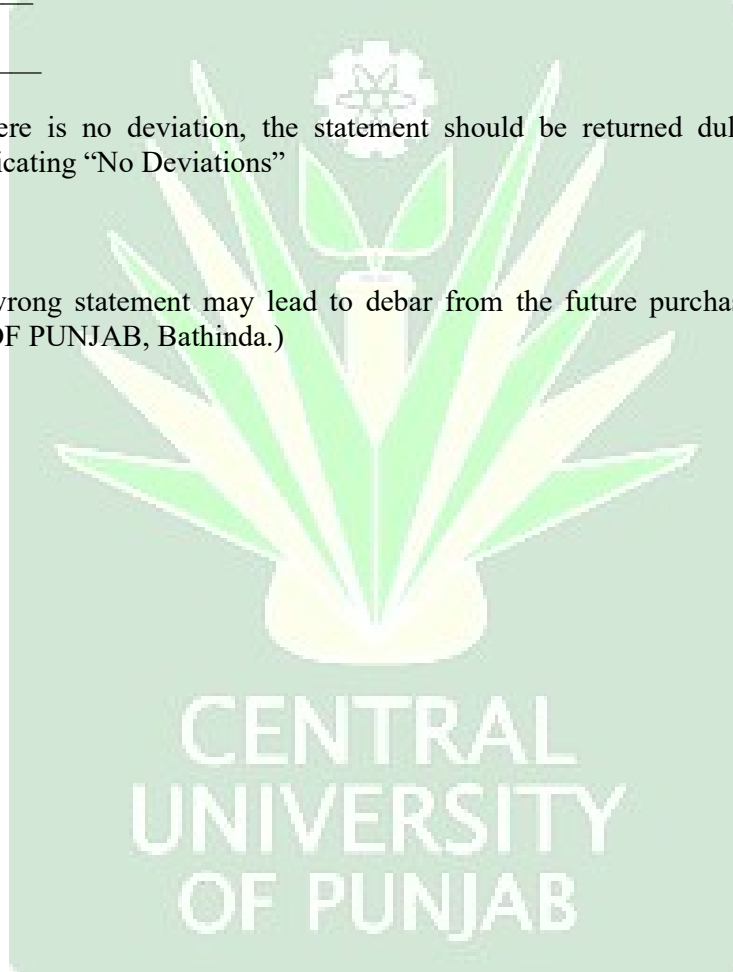 ere is no deviation, the statement should be returned dul
icating “No Deviations”
wrong statement may lead to debar from the future purchas
OF PUNJAB, Bathinda.)
CENTRAL
UNIVERSITY
OF PUNJAB